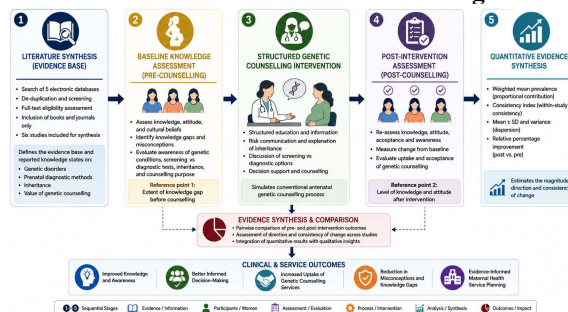 1
LITERATURE SYNTHESIS
(EVIDENCE BASE)
• Search of 5 electronic databases
• De-duplication and screening
• Full-text eligibility assessment
• Inclusion of books and journals
only
• Six studies included for synthesis
Defines the evidence base and
reported knowledge states on:
• Genetic disorders
• Prenatal diagnostic methods
• Inheritance
• Value of genetic counselling
2
BASELINE KNOWLEDGE
ASSESSMENT
(PRE-COUNSELLING)
• Assess knowledge, attitude,
and cultural beliefs
• Identify knowledge gaps and
misconceptions
• Evaluate awareness of genetic
conditions, screening vs
diagnostic tests, inheritance,
and counselling purpose
Reference point 1:
Extent of knowledge gap
before counselling
3
STRUCTURED GENETIC
COUNSELLING INTERVENTION
• Structured education and information
• Risk communication and explanation
of inheritance
• Discussion of screening vs
diagnostic options
• Decision support and counselling
Simulates conventional antenatal
genetic counselling process
4
POST-INTERVENTION
ASSESSMENT
(POST-COUNSELLING)
• Re-assess knowledge, attitude,
acceptance and awareness
• Measure change from baseline
• Evaluate uptake and acceptance
of genetic counselling
Reference point 2:
Level of knowledge and attitude
after intervention
5
QUANTITATIVE EVIDENCE
SYNTHESIS
• Weighted mean prevalence
(proportional contribution)
• Consistency index (within-study
consistency)
• Mean ± SD and variance
(dispersion)
• Relative percentage
improvement
(post vs. pre)
Estimates the magnitude,
direction and consistency
of change
EVIDENCE SYNTHESIS & COMPARISON
• Pairwise comparison of pre- and post-intervention outcomes
• Assessment of direction and consistency of change across studies
• Integration of quantitative results with qualitative insights
CLINICAL & SERVICE OUTCOMES
Improved Knowledge
and Awareness
Better Informed
Decision-Making
Increased Uptake of
Genetic Counselling
Services
Reduction in
Misconceptions and
Knowledge Gaps
Evidence-Informed
Maternal Health
Service Planning
1-5 Sequential Stages
Evidence / Information
Participants / Women
Assessment / Evaluation
Process / Intervention
Analysis / Synthesis
Outcomes / Impact